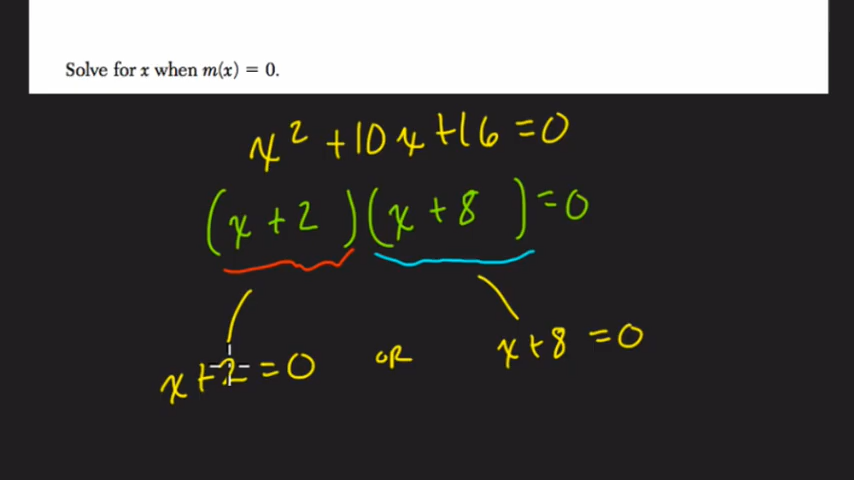 Solve for x when m(x) = 0.
x² + 10x + 16 = 0
(x + 2)(x + 8) = 0
x + 2 = 0 OR x + 8 = 0